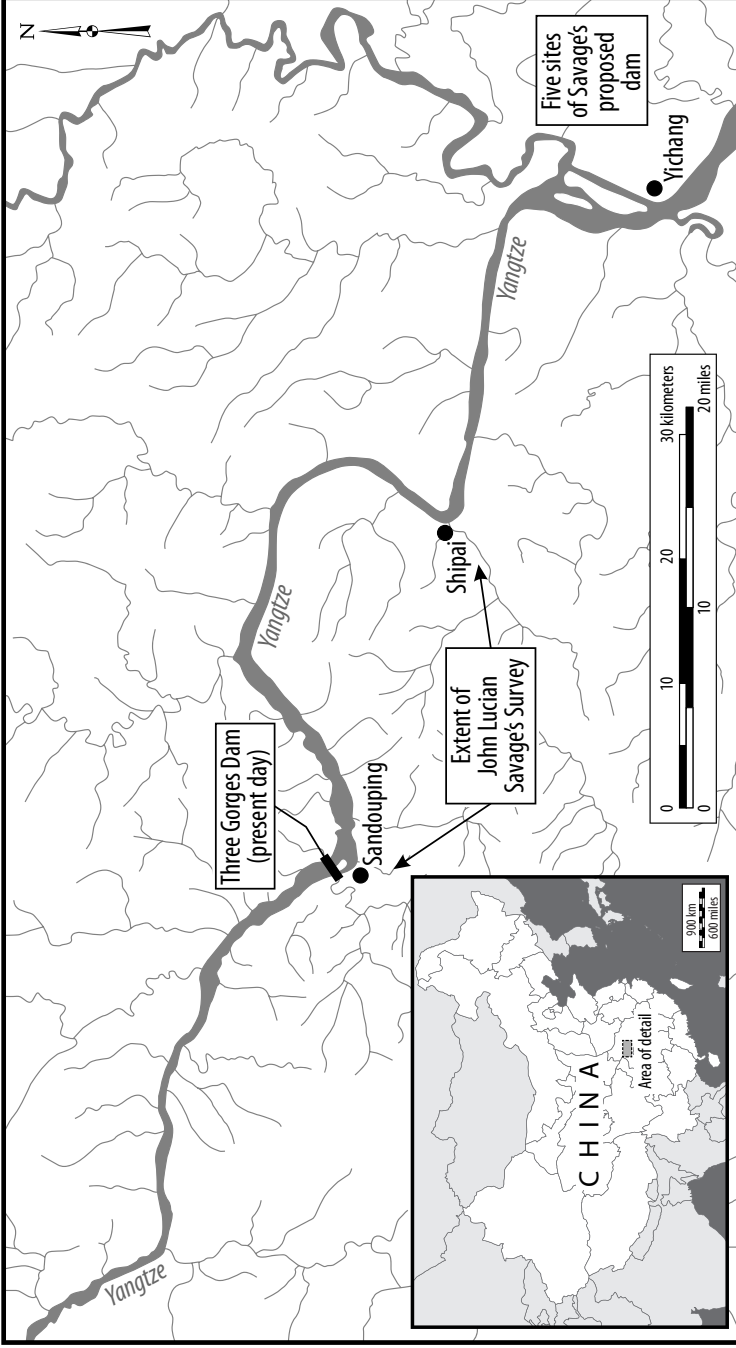 N
Five sites
of Savage's
proposed
dam
Yichang
Yangtze
Three Gorges Dam
(present day)
Yangtze
Yangtze
Sandouping
Shipai
Extent of
John Lucian
Savage's Survey
0 10 20 30 kilometers
0 10 20 miles
CHINA
Area of detail
900 km
600 miles